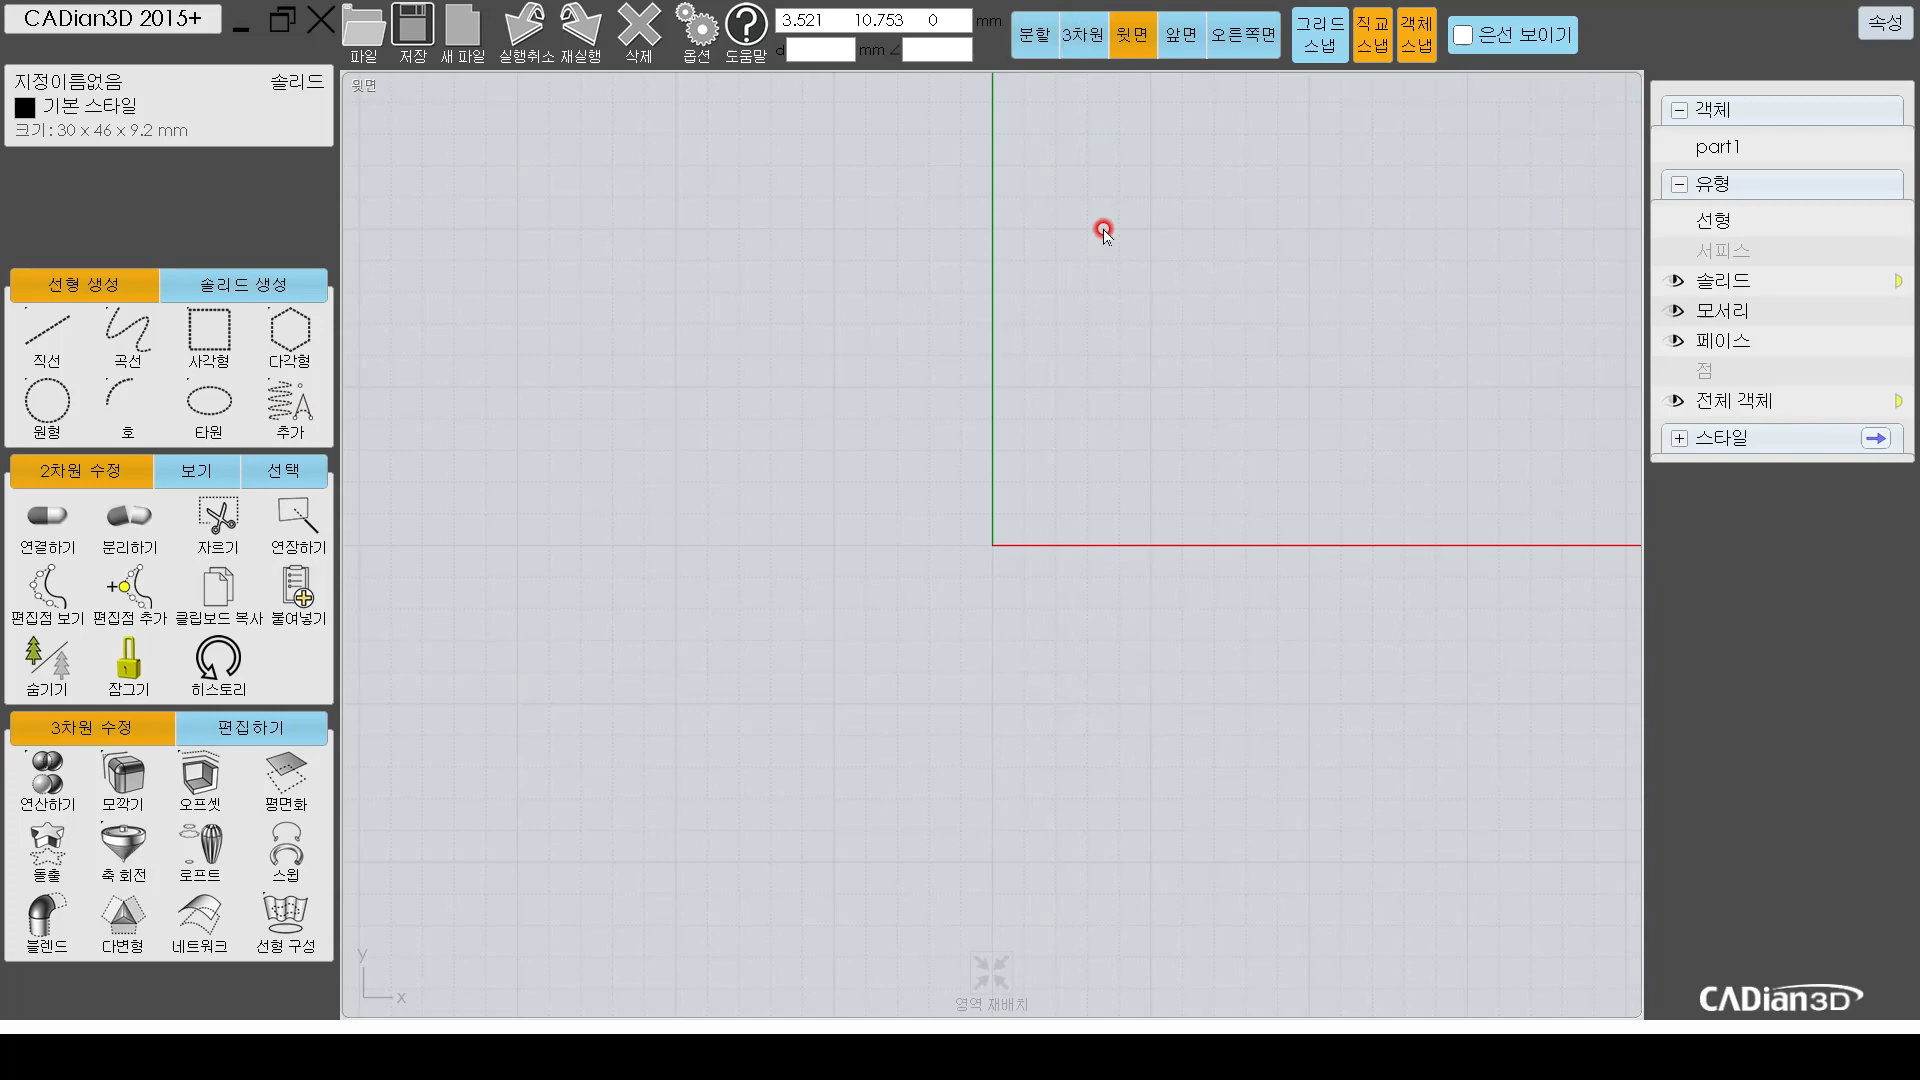 CADian3D 2015+
파일
저장
새 파일
실행취소
재실행
삭제
옵션
도움말
3.521 10.753 0 mm
d mm ∠
분할
3차원
윗면
앞면
오른쪽면
그리드
스냅
직교
스냅
객체
스냅
은선 보이기
속성
지정이름없음 솔리드
기본 스타일
크기: 30 x 46 x 9.2 mm
선형 생성 솔리드 생성
직선 곡선 사각형 다각형
원형 호 타원 추가
2차원 수정 보기 선택
연결하기 분리하기 자르기 연장하기
편집점 보기 편집점 추가 클립보드 복사 붙여넣기
숨기기 잠그기 히스토리
3차원 수정 편집하기
연산하기 모깍기 오프셋 평면화
돌출 축 회전 로프트 스윕
블렌드 다변형 네트워크 선형 구성
윗면
y
x
영역 재배치
객체
part1
유형
선형
서피스
솔리드
모서리
페이스
점
전체 객체
스타일
CADian3D